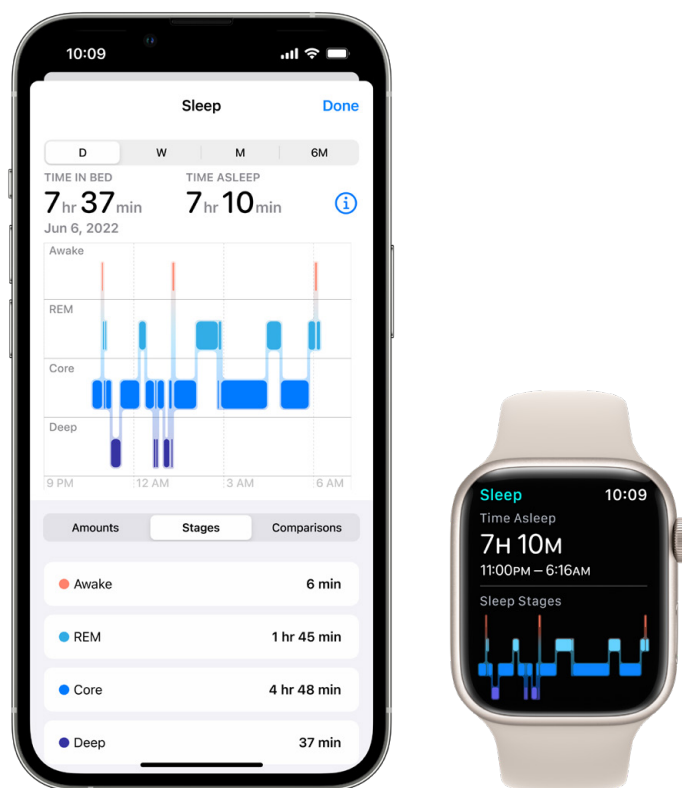 10:09
Sleep
Done
D W M 6M
TIME IN BED TIME ASLEEP
7 hr 37 min 7 hr 10 min
Jun 6, 2022
Awake
REM
Core
Deep
9 PM 12 AM 3 AM 6 AM
Amounts Stages Comparisons
Awake 6 min
REM 1 hr 45 min
Core 4 hr 48 min
Deep 37 min
Sleep 10:09
Time Asleep
7H 10M
11:00PM – 6:16AM
Sleep Stages